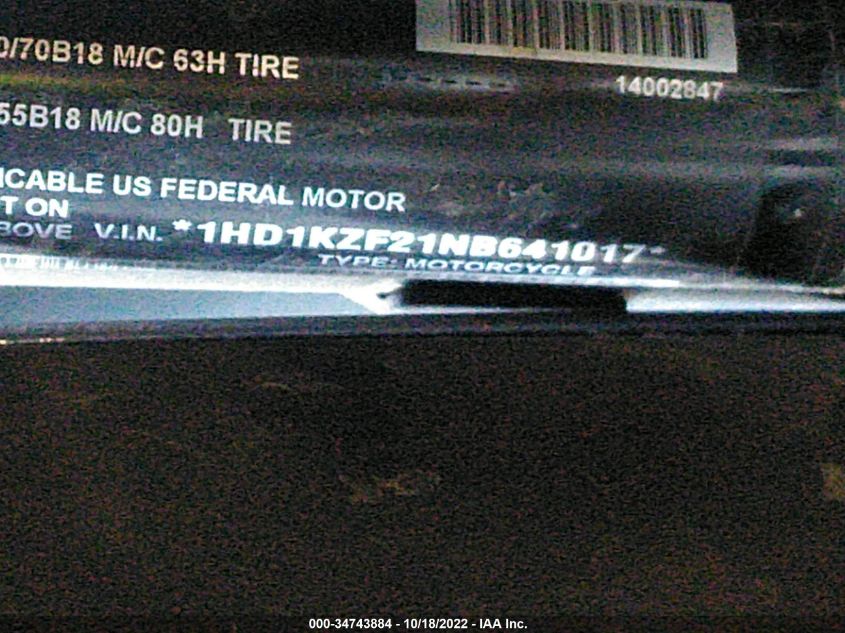 0/70B18 M/C 63H TIRE
14002847
55B18 M/C 80H TIRE
ICABLE US FEDERAL MOTOR
T ON
BOVE V.I.N. *1HD1KZF21NB641017*
TYPE: MOTORCYCLE
000-34743884 - 10/18/2022 - IAA Inc.